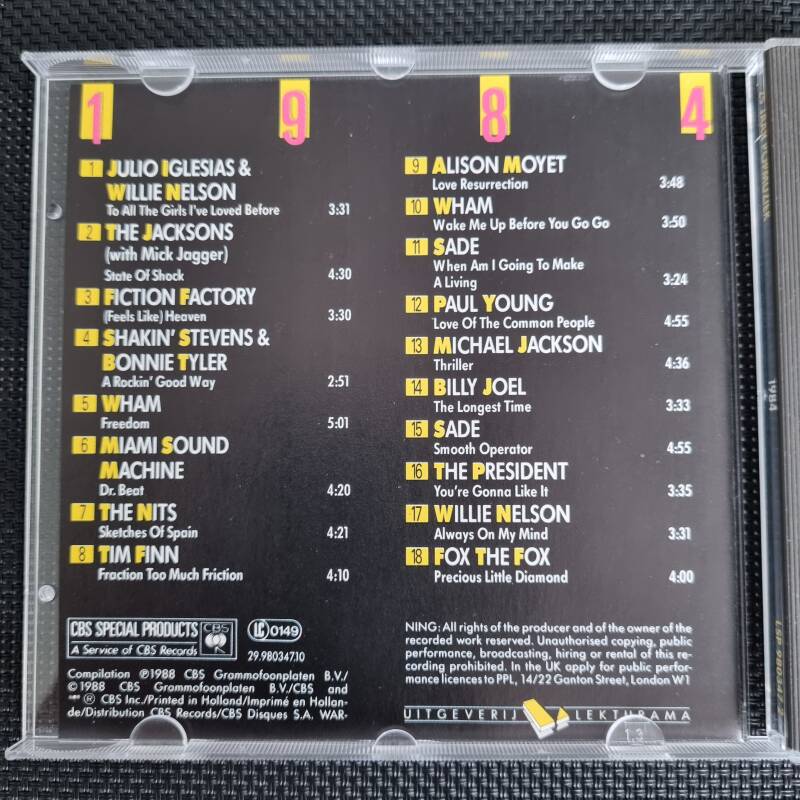 1 9 8 4
1 JULIO IGLESIAS &
WILLIE NELSON
To All The Girls I've Loved Before 3:31
2 THE JACKSONS
(with Mick Jagger)
State Of Shock 4:30
3 FICTION FACTORY
(Feels Like) Heaven 3:30
4 SHAKIN' STEVENS &
BONNIE TYLER
A Rockin' Good Way 2:51
5 WHAM
Freedom 5:01
6 MIAMI SOUND
MACHINE
Dr. Beat 4:20
7 THE NITS
Sketches Of Spain 4:21
8 TIM FINN
Fraction Too Much Friction 4:10
CBS SPECIAL PRODUCTS
A Service of CBS Records
CBS
LC 0149
29.980347.10
Compilation ℗1988 CBS Grammofoonplaten B.V./
©1988 CBS Grammofoonplaten B.V./CBS and
® CBS Inc./Printed in Holland/Imprimé en Hollan-
de/Distribution CBS Records/CBS Disques S.A. WAR-
9 ALISON MOYET
Love Resurrection 3:48
10 WHAM
Wake Me Up Before You Go Go 3:50
11 SADE
When Am I Going To Make
A Living 3:24
12 PAUL YOUNG
Love Of The Common People 4:55
13 MICHAEL JACKSON
Thriller 4:36
14 BILLY JOEL
The Longest Time 3:33
15 SADE
Smooth Operator 4:55
16 THE PRESIDENT
You're Gonna Like It 3:35
17 WILLIE NELSON
Always On My Mind 3:31
18 FOX THE FOX
Precious Little Diamond 4:00
NING: All rights of the producer and of the owner of the
recorded work reserved. Unauthorised copying, public
performance, broadcasting, hiring or rental of this re-
cording prohibited. In the UK apply for public perfor-
mance licences to PPL, 14/22 Ganton Street, London W1
UITGEVERIJ LEKTURAMA
1984